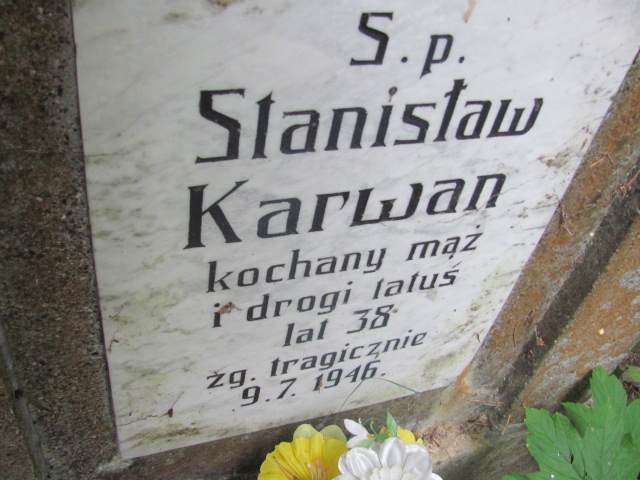 S.p.
Stanisław
Karwan
kochany mąż
i drogi tatuś
lat 38
zg. tragicznie
9.7.1946.